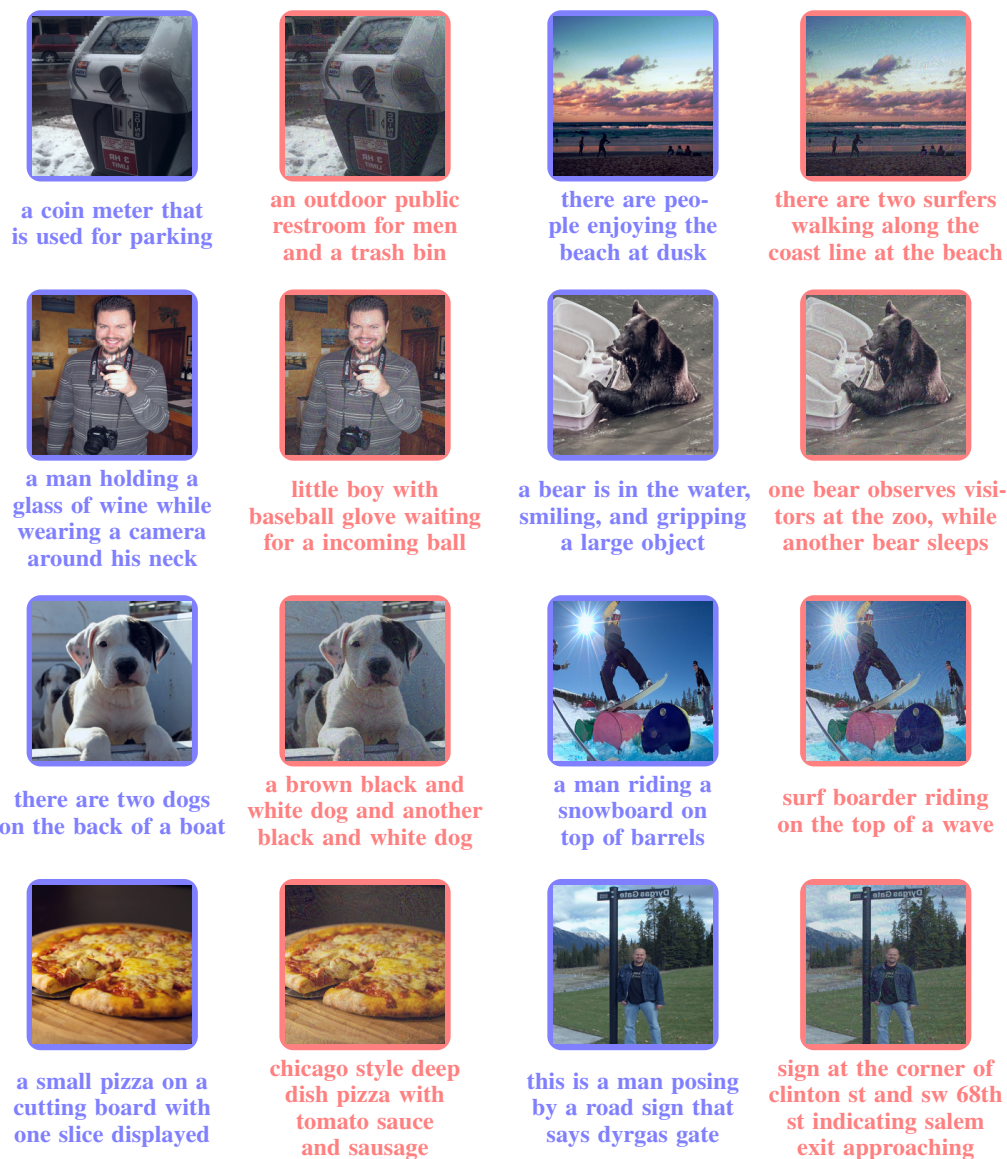 a coin meter that
is used for parking
an outdoor public
restroom for men
and a trash bin
there are peo-
ple enjoying the
beach at dusk
there are two surfers
walking along the
coast line at the beach
a man holding a
glass of wine while
wearing a camera
around his neck
little boy with
baseball glove waiting
for a incoming ball
a bear is in the water,
smiling, and gripping
a large object
one bear observes visi-
tors at the zoo, while
another bear sleeps
there are two dogs
on the back of a boat
a brown black and
white dog and another
black and white dog
a man riding a
snowboard on
top of barrels
surf boarder riding
on the top of a wave
Dyrgas Gate
Dyrgas Gate
a small pizza on a
cutting board with
one slice displayed
chicago style deep
dish pizza with
tomato sauce
and sausage
this is a man posing
by a road sign that
says dyrgas gate
sign at the corner of
clinton st and sw 68th
st indicating salem
exit approaching